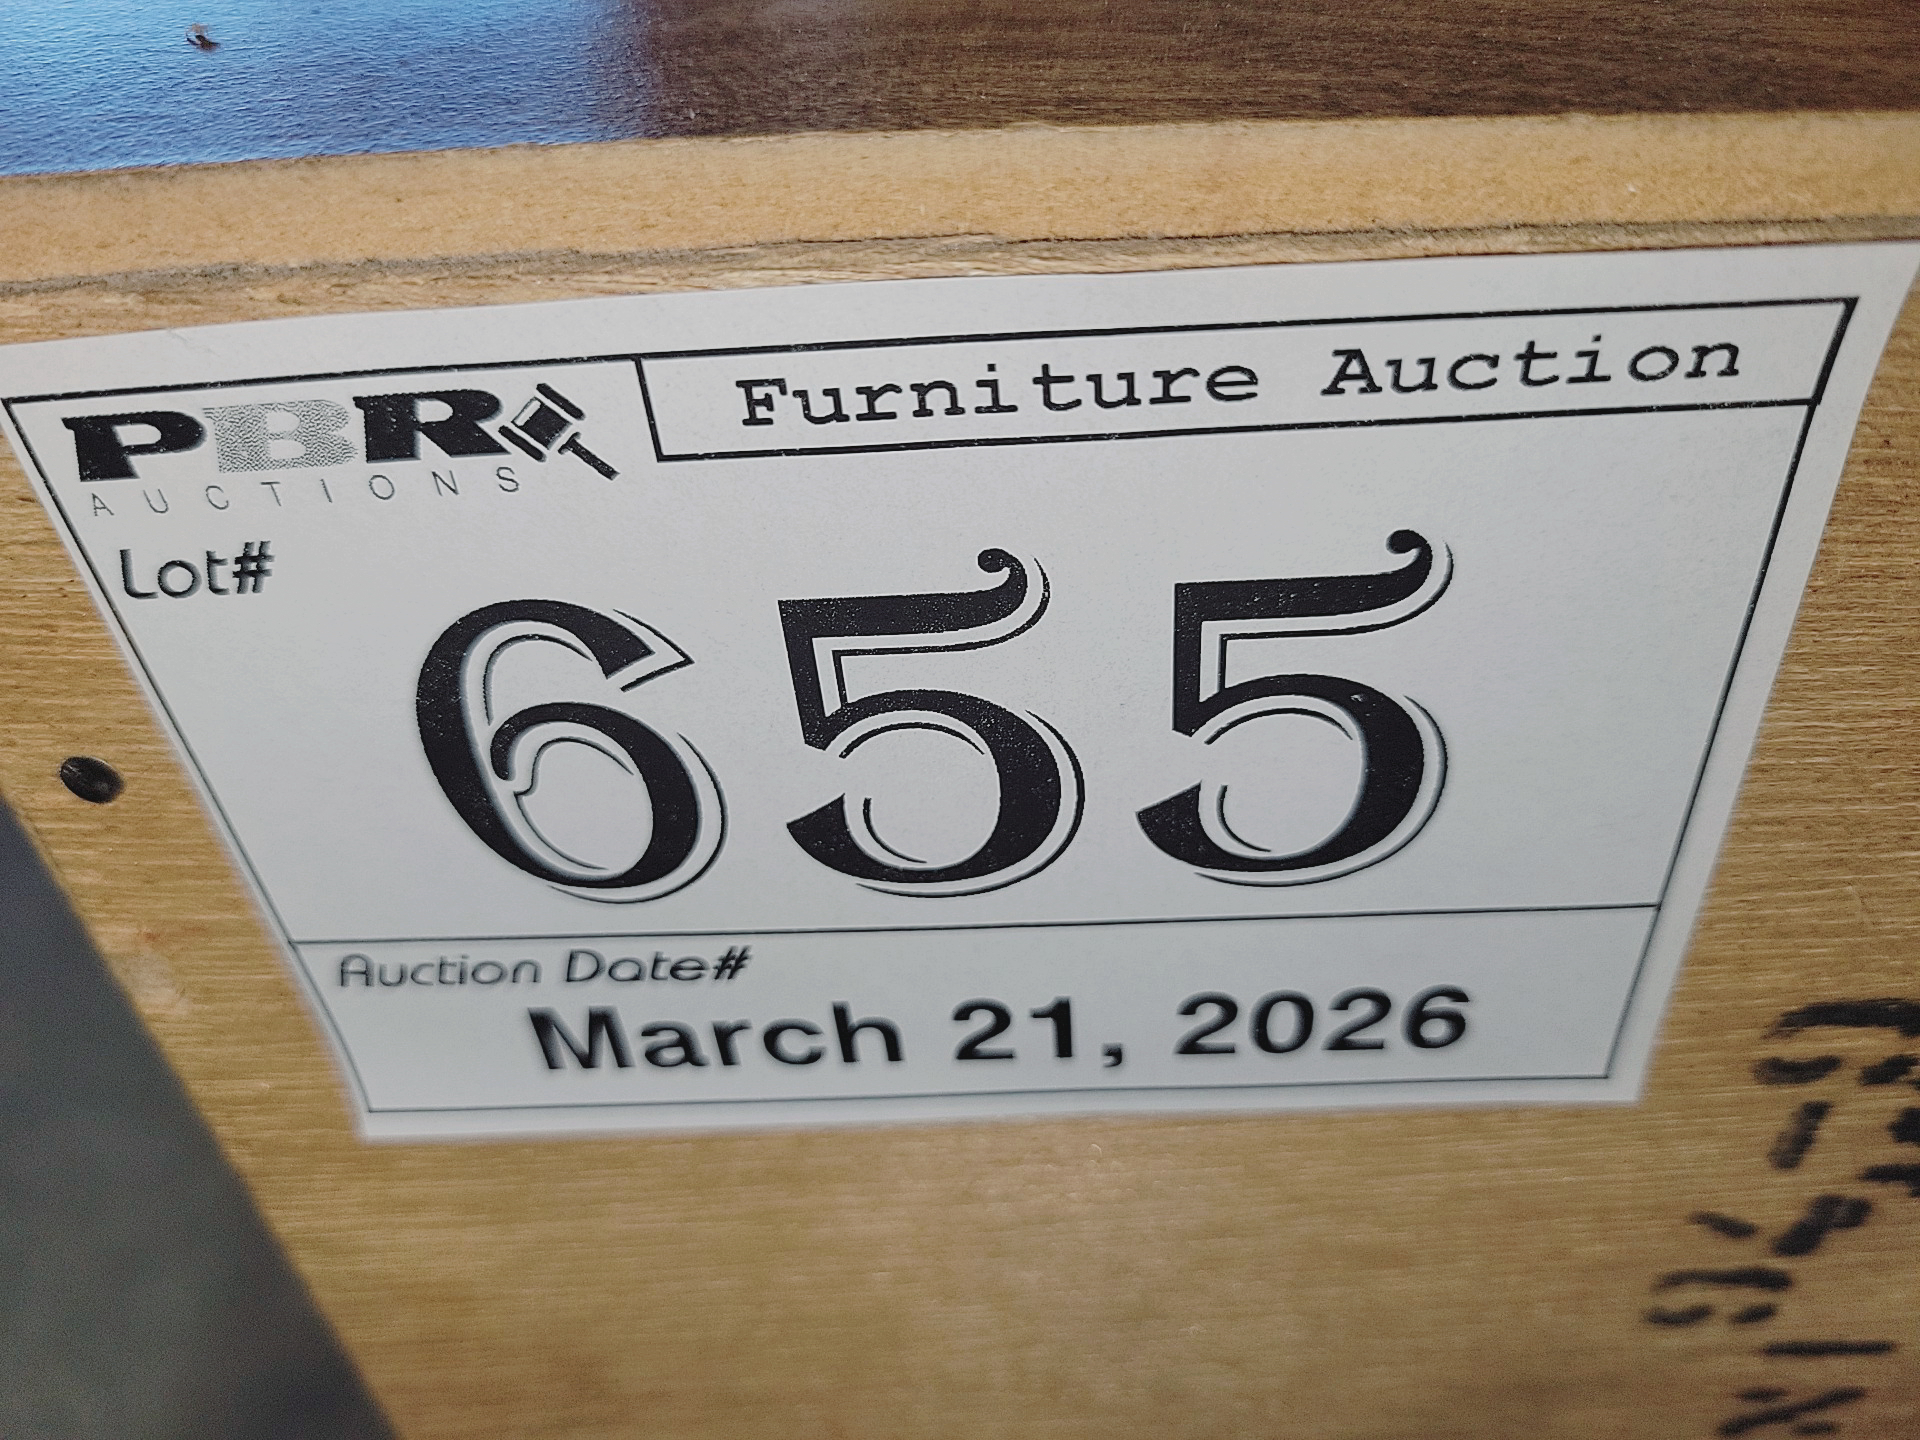 PBR
AUCTIONS
Furniture Auction
Lot#
655
Auction Date#
March 21, 2026